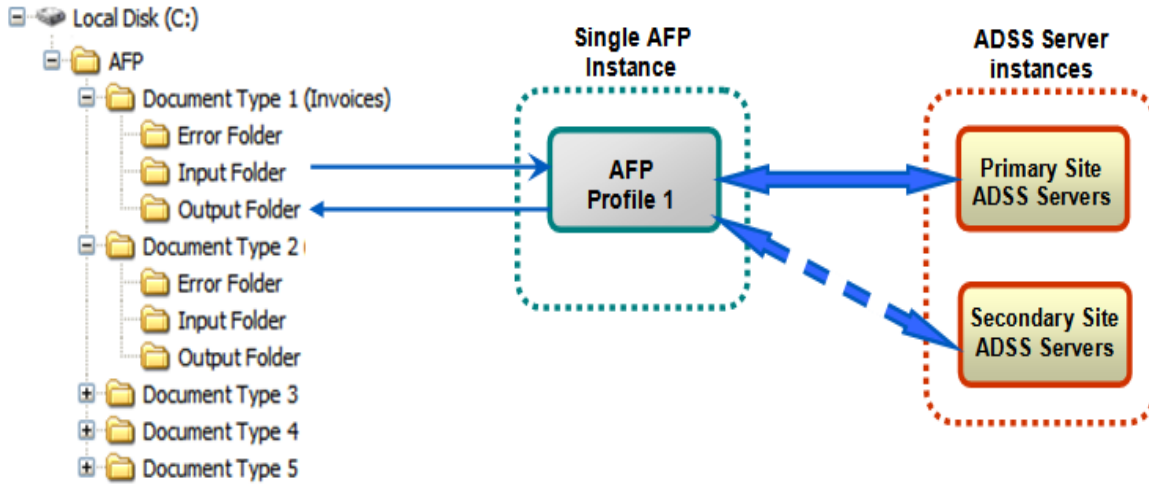 Local Disk (C:)
AFP
Document Type 1 (Invoices)
Error Folder
Input Folder
Output Folder
Document Type 2 (
Error Folder
Input Folder
Output Folder
Document Type 3
Document Type 4
Document Type 5
Single AFP
Instance
AFP
Profile 1
ADSS Server
instances
Primary Site
ADSS Servers
Secondary Site
ADSS Servers